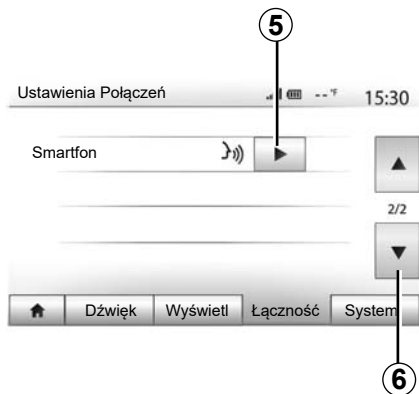 5
Ustawienia Połączeń -- °F 15:30
Smartfon
2/2
Dźwięk Wyświetl Łączność System
6